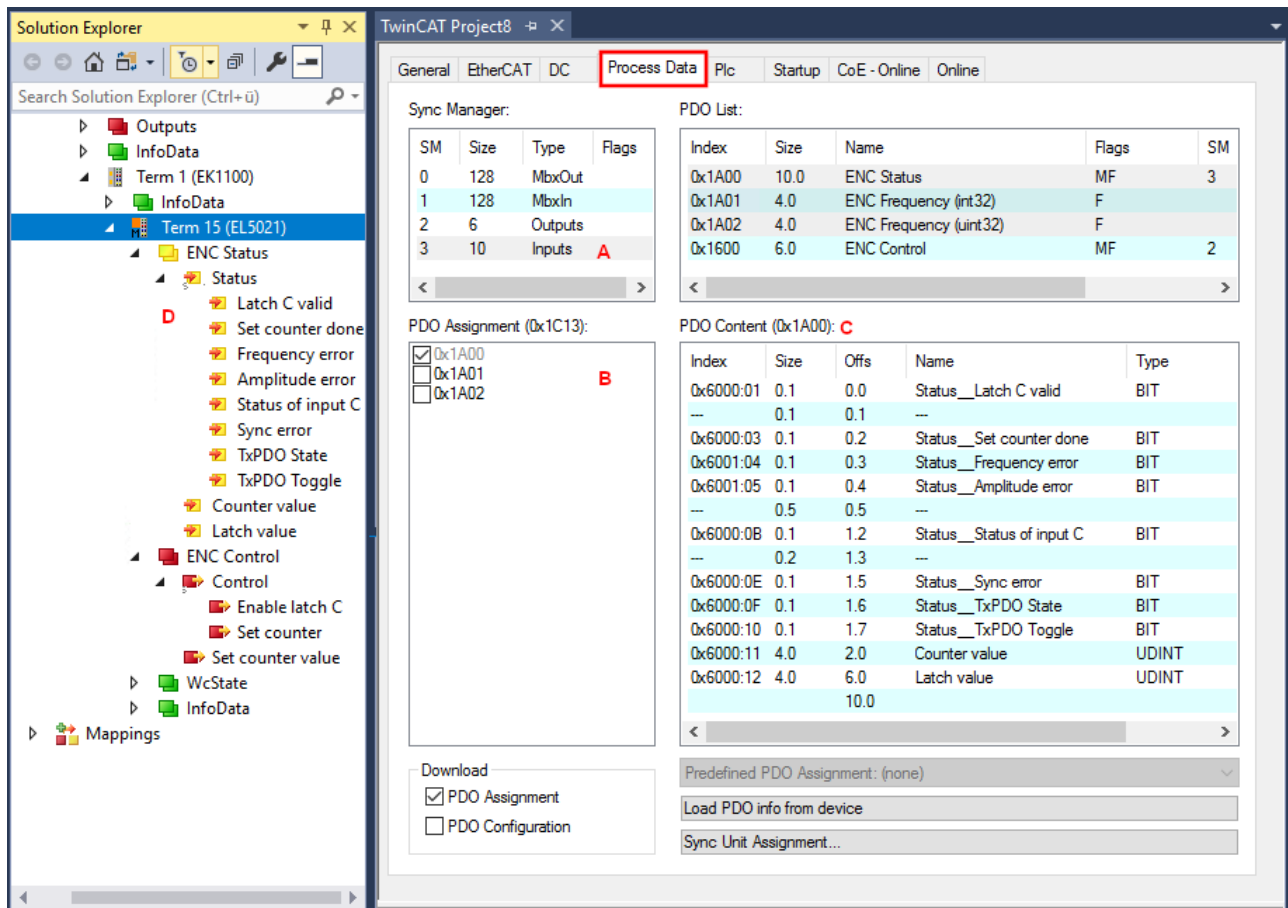 Solution Explorer
Search Solution Explorer (Ctrl+ü)
Outputs
InfoData
Term 1 (EK1100)
InfoData
Term 15 (EL5021)
ENC Status
Status
D
Latch C valid
Set counter done
Frequency error
Amplitude error
Status of input C
Sync error
TxPDO State
TxPDO Toggle
Counter value
Latch value
ENC Control
Control
Enable latch C
Set counter
Set counter value
WcState
InfoData
Mappings
TwinCAT Project8
General EtherCAT DC Process Data Plc Startup CoE - Online Online
Sync Manager:
SM Size Type Flags
0 128 MbxOut
1 128 MbxIn
2 6 Outputs
3 10 Inputs A
PDO List:
Index Size Name Flags SM
0x1A00 10.0 ENC Status MF 3
0x1A01 4.0 ENC Frequency (int32) F
0x1A02 4.0 ENC Frequency (uint32) F
0x1600 6.0 ENC Control MF 2
PDO Assignment (0x1C13):
0x1A00
0x1A01 B
0x1A02
PDO Content (0x1A00): C
Index Size Offs Name Type
0x6000:01 0.1 0.0 Status__Latch C valid BIT
--- 0.1 0.1 ---
0x6000:03 0.1 0.2 Status__Set counter done BIT
0x6001:04 0.1 0.3 Status__Frequency error BIT
0x6001:05 0.1 0.4 Status__Amplitude error BIT
--- 0.5 0.5 ---
0x6000:0B 0.1 1.2 Status__Status of input C BIT
--- 0.2 1.3 ---
0x6000:0E 0.1 1.5 Status__Sync error BIT
0x6000:0F 0.1 1.6 Status__TxPDO State BIT
0x6000:10 0.1 1.7 Status__TxPDO Toggle BIT
0x6000:11 4.0 2.0 Counter value UDINT
0x6000:12 4.0 6.0 Latch value UDINT
10.0
Download
PDO Assignment
PDO Configuration
Predefined PDO Assignment: (none)
Load PDO info from device
Sync Unit Assignment...